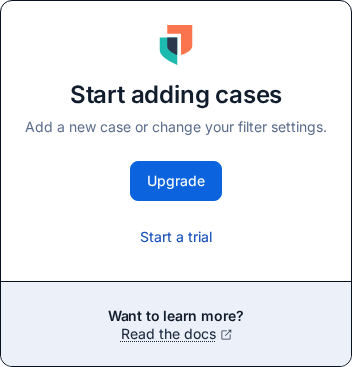 Start adding cases
Add a new case or change your filter settings.
Upgrade
Start a trial
Want to learn more?
Read the docs